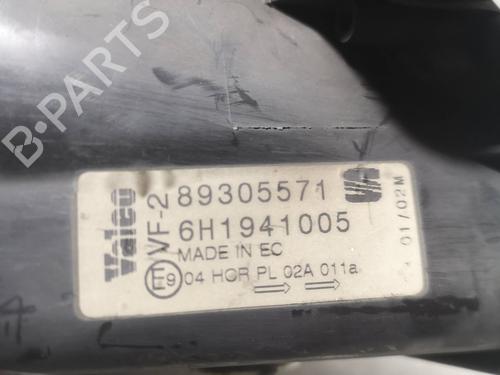 B-PARTS
Valeo
VF-2
89305571
6H1941005
MADE IN EC
E9 04 HCR PL 02A 011a
01/02M